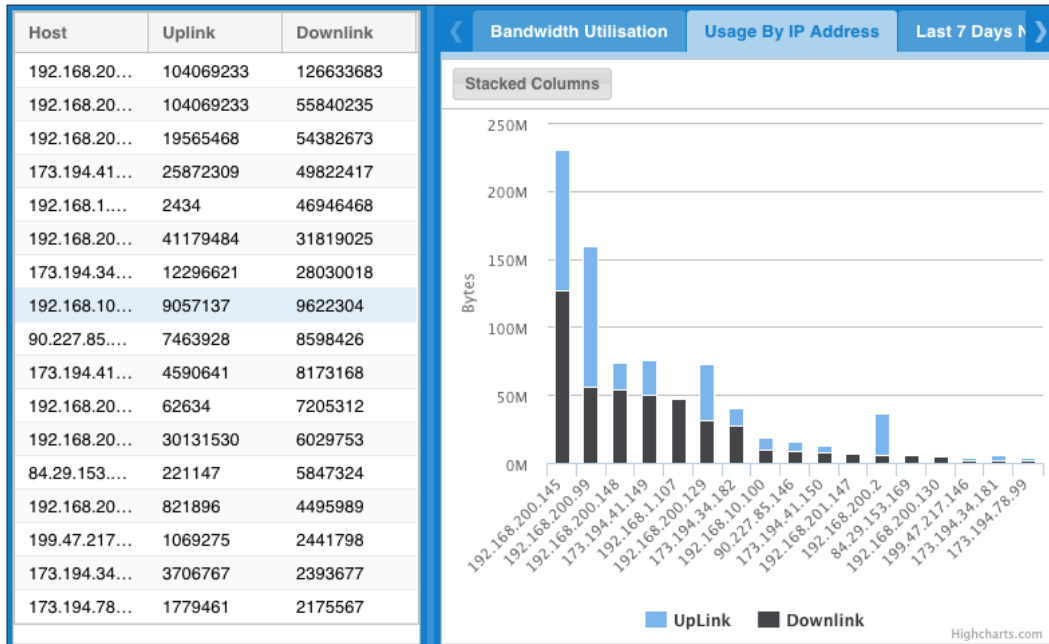 Host Uplink Downlink
192.168.20... 104069233 126633683
192.168.20... 104069233 55840235
192.168.20... 19565468 54382673
173.194.41... 25872309 49822417
192.168.1.... 2434 46946468
192.168.20... 41179484 31819025
173.194.34... 12296621 28030018
192.168.10... 9057137 9622304
90.227.85.... 7463928 8598426
173.194.41... 4590641 8173168
192.168.20... 62634 7205312
192.168.20... 30131530 6029753
84.29.153.... 221147 5847324
192.168.20... 821896 4495989
199.47.217... 1069275 2441798
173.194.34... 3706767 2393677
173.194.78... 1779461 2175567
Bandwidth Utilisation Usage By IP Address Last 7 Days
Stacked Columns
250M
200M
150M
100M
50M
0M
Bytes
192.168.200.145
192.168.200.99
192.168.200.148
173.194.41.149
192.168.1.107
192.168.200.129
173.194.34.182
192.168.10.100
90.227.85.146
173.194.41.150
192.168.201.147
192.168.200.2
84.29.153.169
192.168.200.130
199.47.217.146
173.194.34.181
173.194.78.99
UpLink Downlink
Highcharts.com